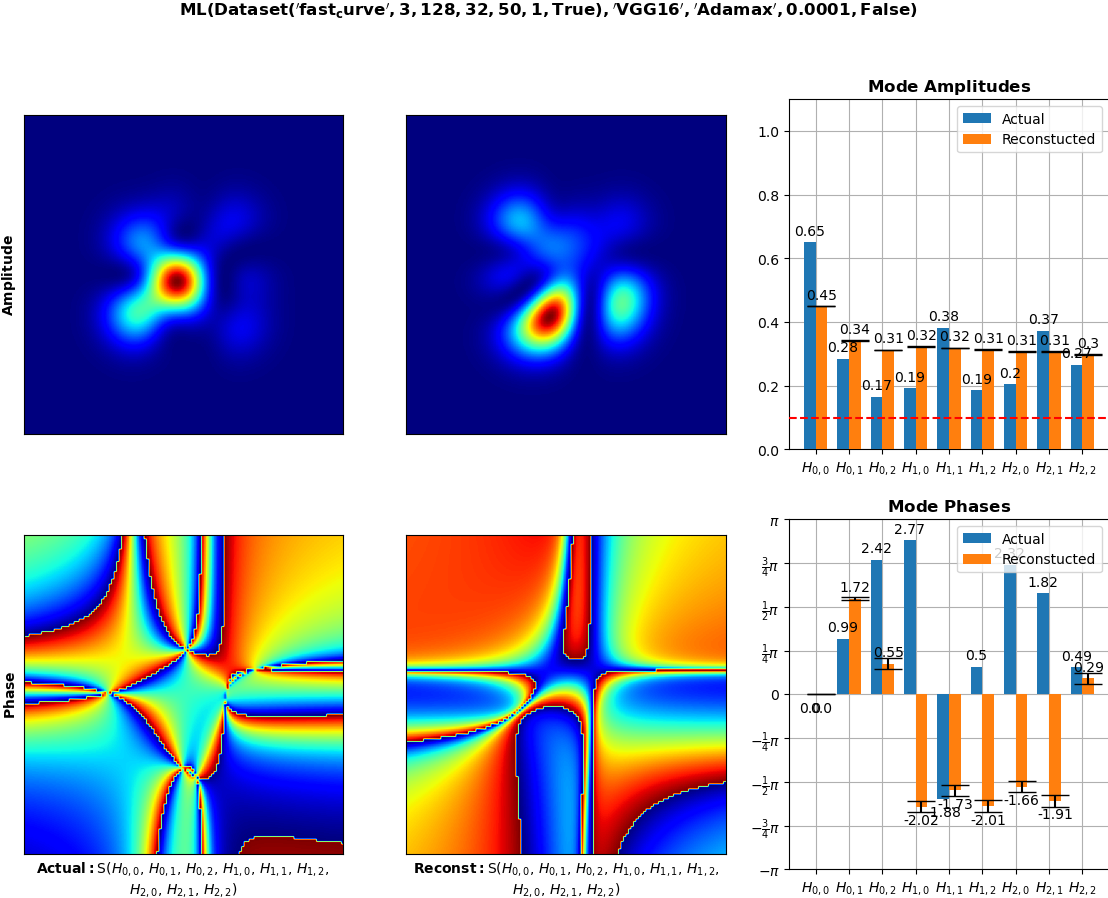 ML(Dataset('fast_curve', 3, 128, 32, 50, 1, True), 'VGG16', 'Adamax', 0.0001, False)
Amplitude
Mode Amplitudes
Actual
Reconstucted
1.0
0.8
0.6
0.4
0.2
0.0
0.65
0.45
0.28
0.34
0.17
0.31
0.19
0.32
0.38
0.32
0.19
0.31
0.2
0.31
0.37
0.31
0.27
0.3
H0,0 H0,1 H0,2 H1,0 H1,1 H1,2 H2,0 H2,1 H2,2
Phase
Mode Phases
Actual
Reconstucted
π
3/4π
1/2π
1/4π
0
−1/4π
−1/2π
−3/4π
−π
0.0
0.0
0.99
1.72
2.42
0.55
2.77
-2.02
-1.88
-1.73
0.5
-2.01
2.32
-1.66
1.82
-1.91
0.49
0.29
H0,0 H0,1 H0,2 H1,0 H1,1 H1,2 H2,0 H2,1 H2,2
Actual: S(H0,0, H0,1, H0,2, H1,0, H1,1, H1,2,
H2,0, H2,1, H2,2)
Reconst: S(H0,0, H0,1, H0,2, H1,0, H1,1, H1,2,
H2,0, H2,1, H2,2)